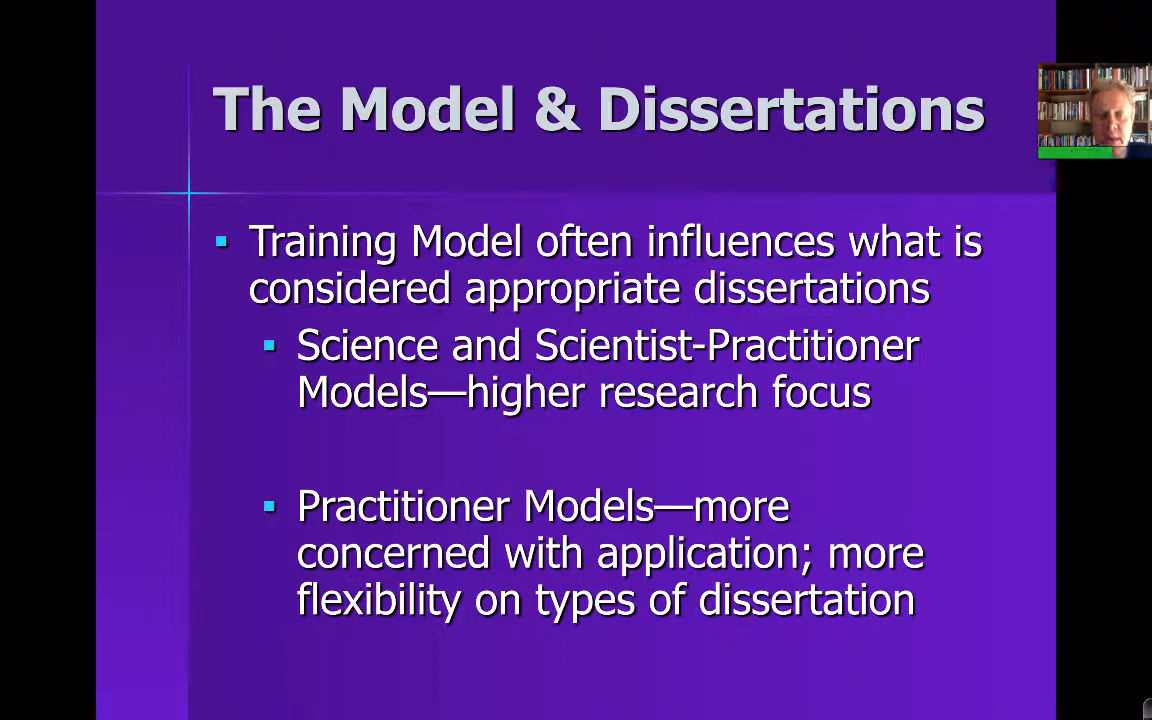 The Model & Dissertations
▪ Training Model often influences what is
considered appropriate dissertations
▪ Science and Scientist-Practitioner
Models—higher research focus
▪ Practitioner Models—more
concerned with application; more
flexibility on types of dissertation